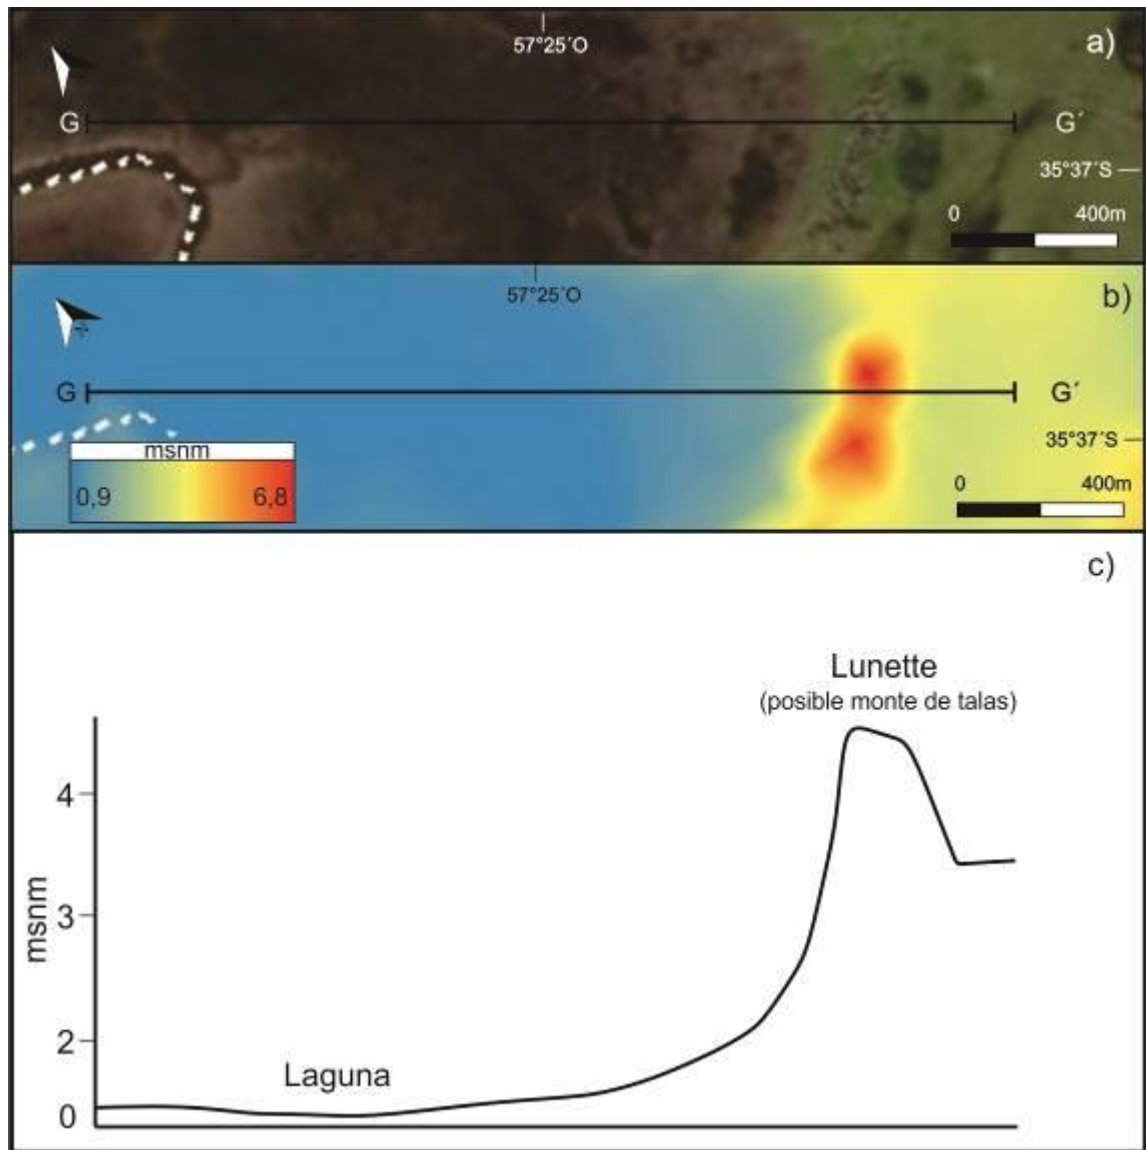 a)
57°25´O
G
G´
35°37´S
0 400m
b)
57°25´O
G
G´
35°37´S
msnm
0,9 6,8
0 400m
c)
Lunette
(posible monte de talas)
4
3
2
0
msnm
Laguna